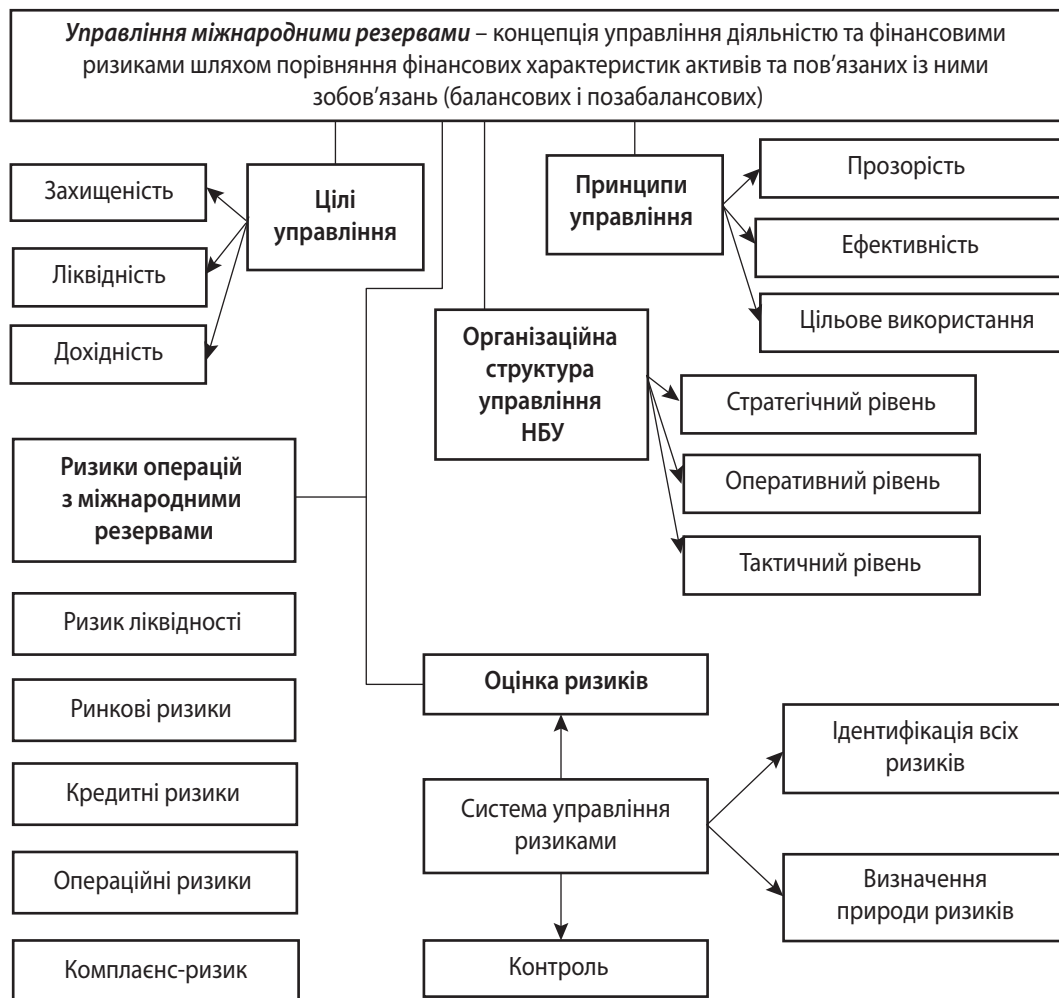 Управління міжнародними резервами – концепція управління діяльністю та фінансовими
ризиками шляхом порівняння фінансових характеристик активів та пов’язаних із ними
зобов’язань (балансових і позабалансових)
Захищеність
Ліквідність
Дохідність
Цілі
управління
Принципи
управління
Прозорість
Ефективність
Цільове використання
Організаційна
структура
управління
НБУ
Стратегічний рівень
Оперативний рівень
Тактичний рівень
Ризики операцій
з міжнародними
резервами
Ризик ліквідності
Ринкові ризики
Кредитні ризики
Операційні ризики
Комплаєнс-ризик
Оцінка ризиків
Система управління
ризиками
Контроль
Ідентифікація всіх
ризиків
Визначення
природи ризиків